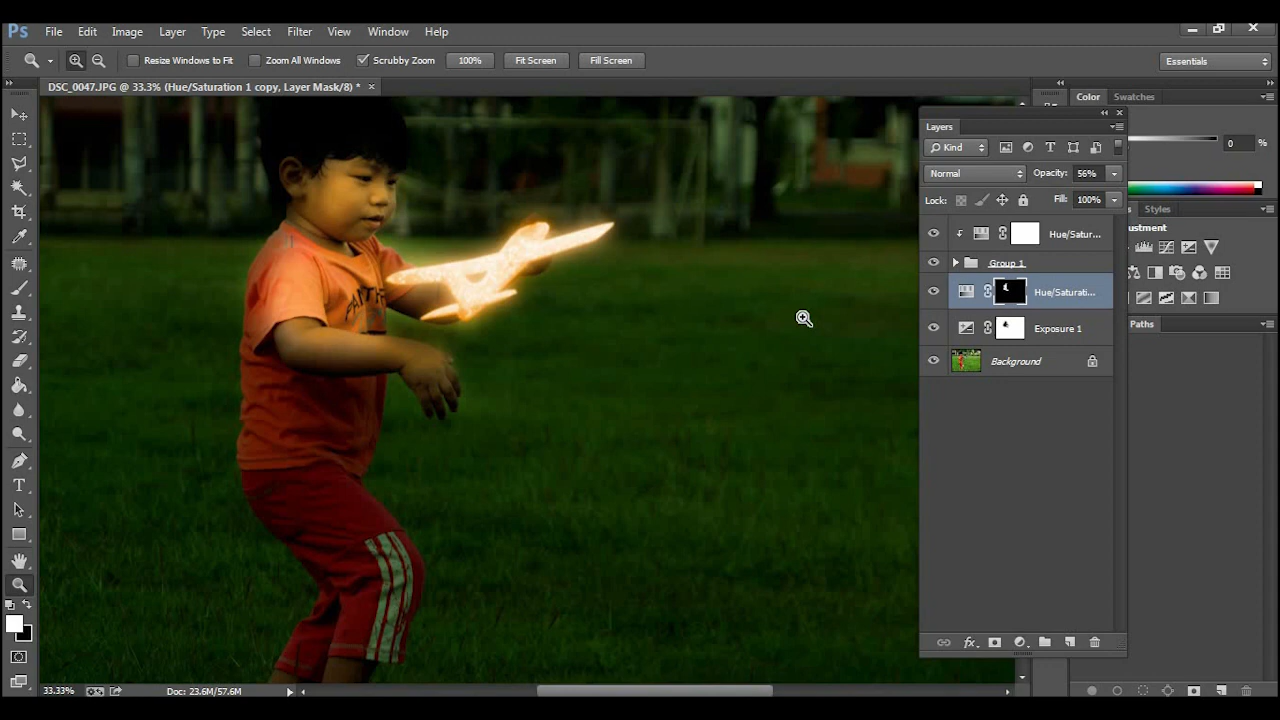 Ps File Edit Image Layer Type Select Filter View Window Help
Resize Windows to Fit Zoom All Windows Scrubby Zoom 100% Fit Screen Fill Screen Essentials
DSC_0047.JPG @ 33.3% (Hue/Saturation 1 copy, Layer Mask/8) *
Color Swatches
Layers
Kind
0 %
Normal Opacity: 56%
Lock: Fill: 100%
Styles
Hue/Satur...
Group 1
Hue/Saturati...
Paths
Exposure 1
Background
33.33% Doc: 23.6M/57.6M